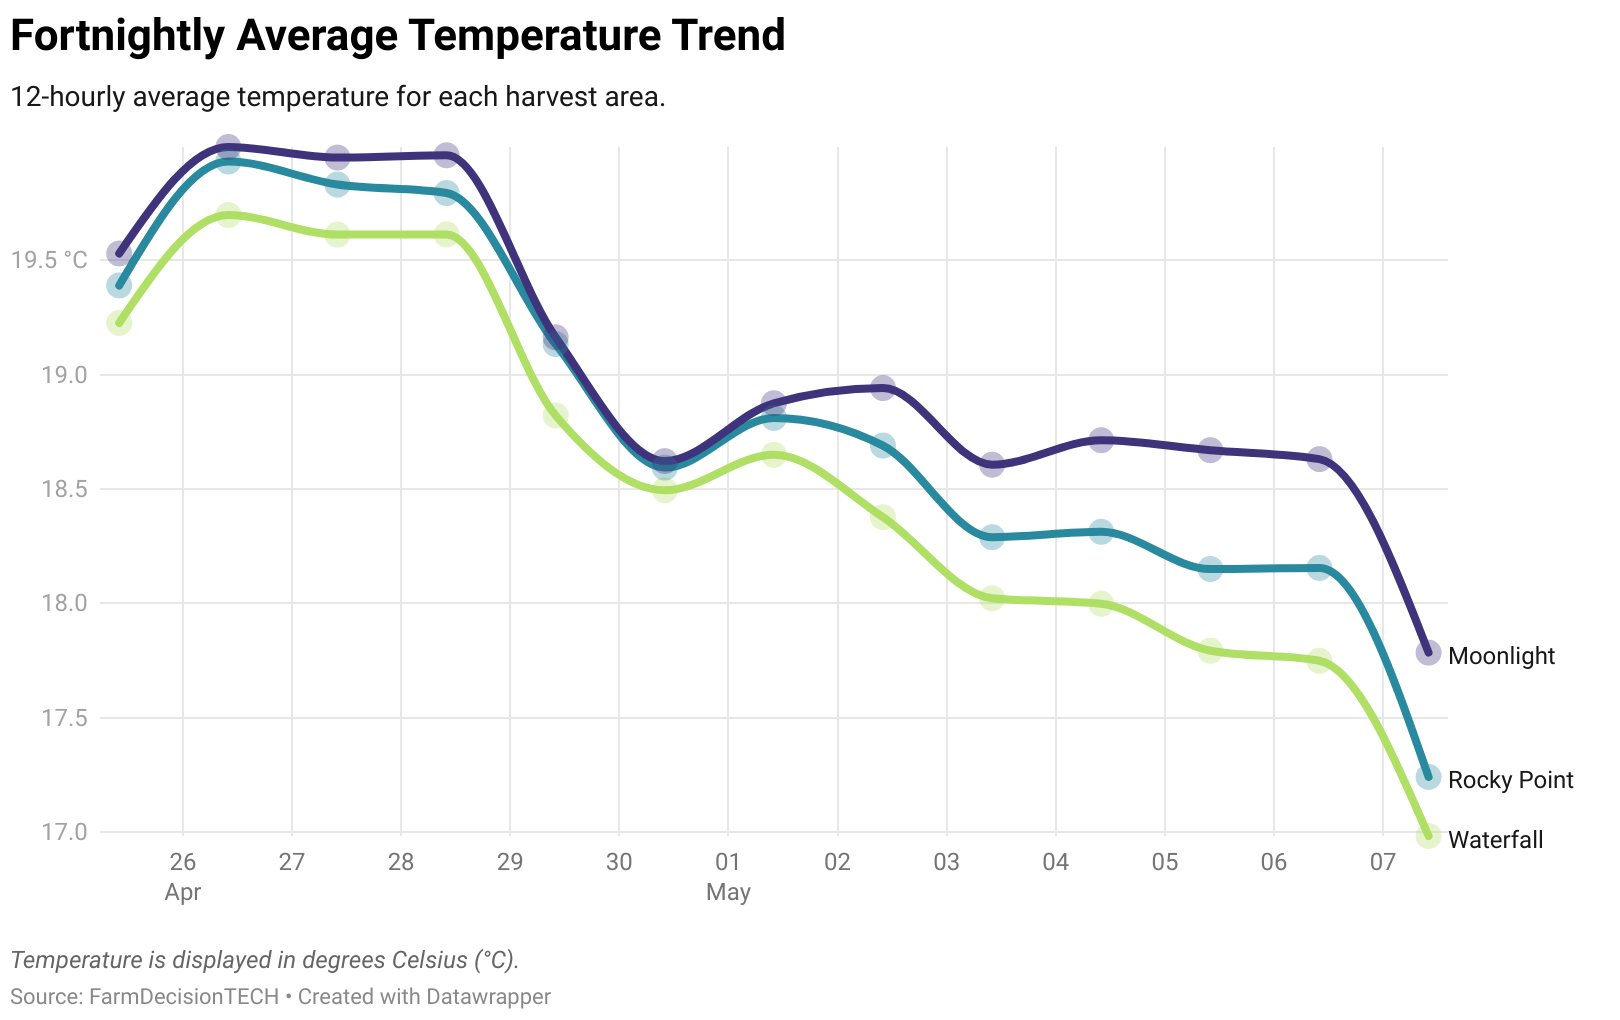 Fortnightly Average Temperature Trend
12-hourly average temperature for each harvest area.
19.5 °C
19.0
18.5
18.0
17.5
17.0
Moonlight
Rocky Point
Waterfall
26 27 28 29 30 01 02 03 04 05 06 07
Apr May
Temperature is displayed in degrees Celsius (°C).
Source: FarmDecisionTECH • Created with Datawrapper